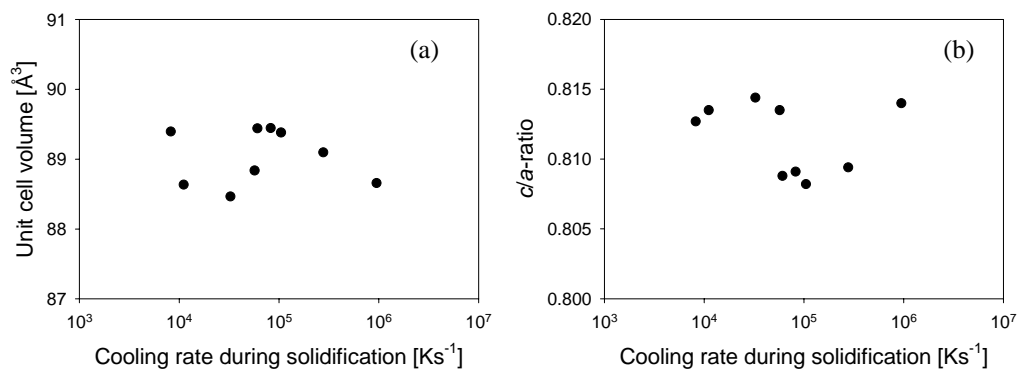 (a)
Unit cell volume [Å³]
91
90
89
88
87
10³ 10⁴ 10⁵ 10⁶ 10⁷
Cooling rate during solidification [Ks⁻¹]
(b)
c/a-ratio
0.820
0.815
0.810
0.805
0.800
10³ 10⁴ 10⁵ 10⁶ 10⁷
Cooling rate during solidification [Ks⁻¹]